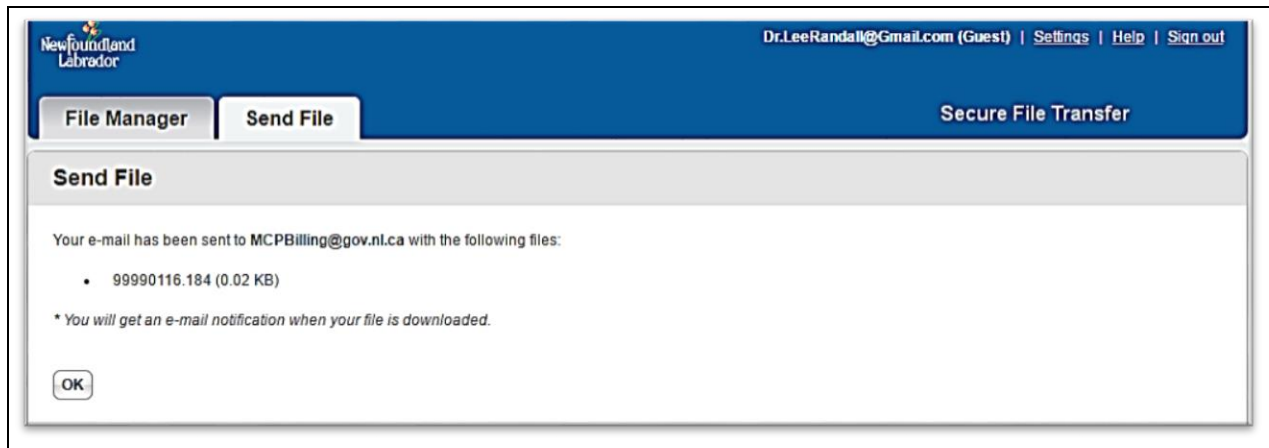 Newfoundland
Labrador
Dr.LeeRandall@Gmail.com (Guest) | Settings | Help | Sign out
File Manager Send File Secure File Transfer
Send File
Your e-mail has been sent to MCPBilling@gov.nl.ca with the following files:
• 99990116.184 (0.02 KB)
* You will get an e-mail notification when your file is downloaded.
OK